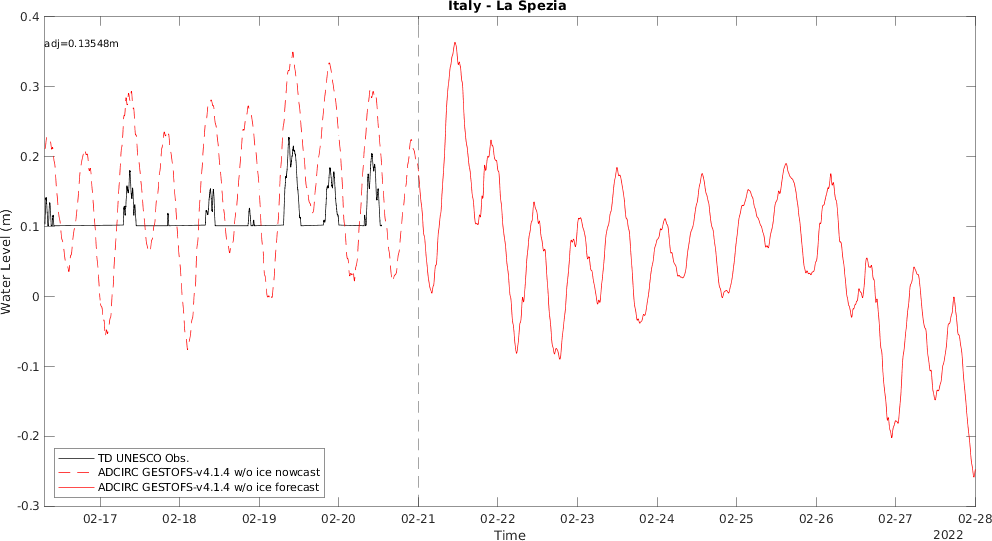 Italy - La Spezia
adj=0.13548m
Water Level (m)
0.4
0.3
0.2
0.1
0
-0.1
-0.2
-0.3
TD UNESCO Obs.
ADCIRC GESTOFS-v4.1.4 w/o ice nowcast
ADCIRC GESTOFS-v4.1.4 w/o ice forecast
02-17 02-18 02-19 02-20 02-21 02-22 02-23 02-24 02-25 02-26 02-27 02-28
Time
2022